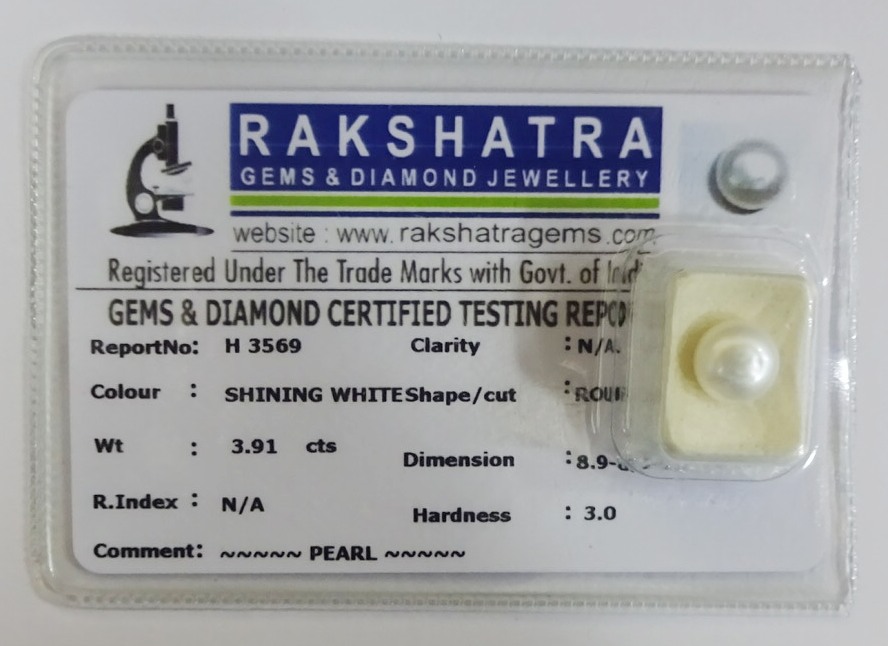 RAKSHATRA
GEMS & DIAMOND JEWELLERY
website : www. rakshatragems.com
Registered Under The Trade Marks with Govt. of
GEMS & DIAMOND CERTIFIED TESTING
ReportNo: H 3569 Clarity : N/A.
Colour : SHINING WHITE Shape/cut :
Wt : 3.91 cts Dimension :
R.Index : N/A Hardness : 3.0
Comment: ~~~~~ PEARL ~~~~~